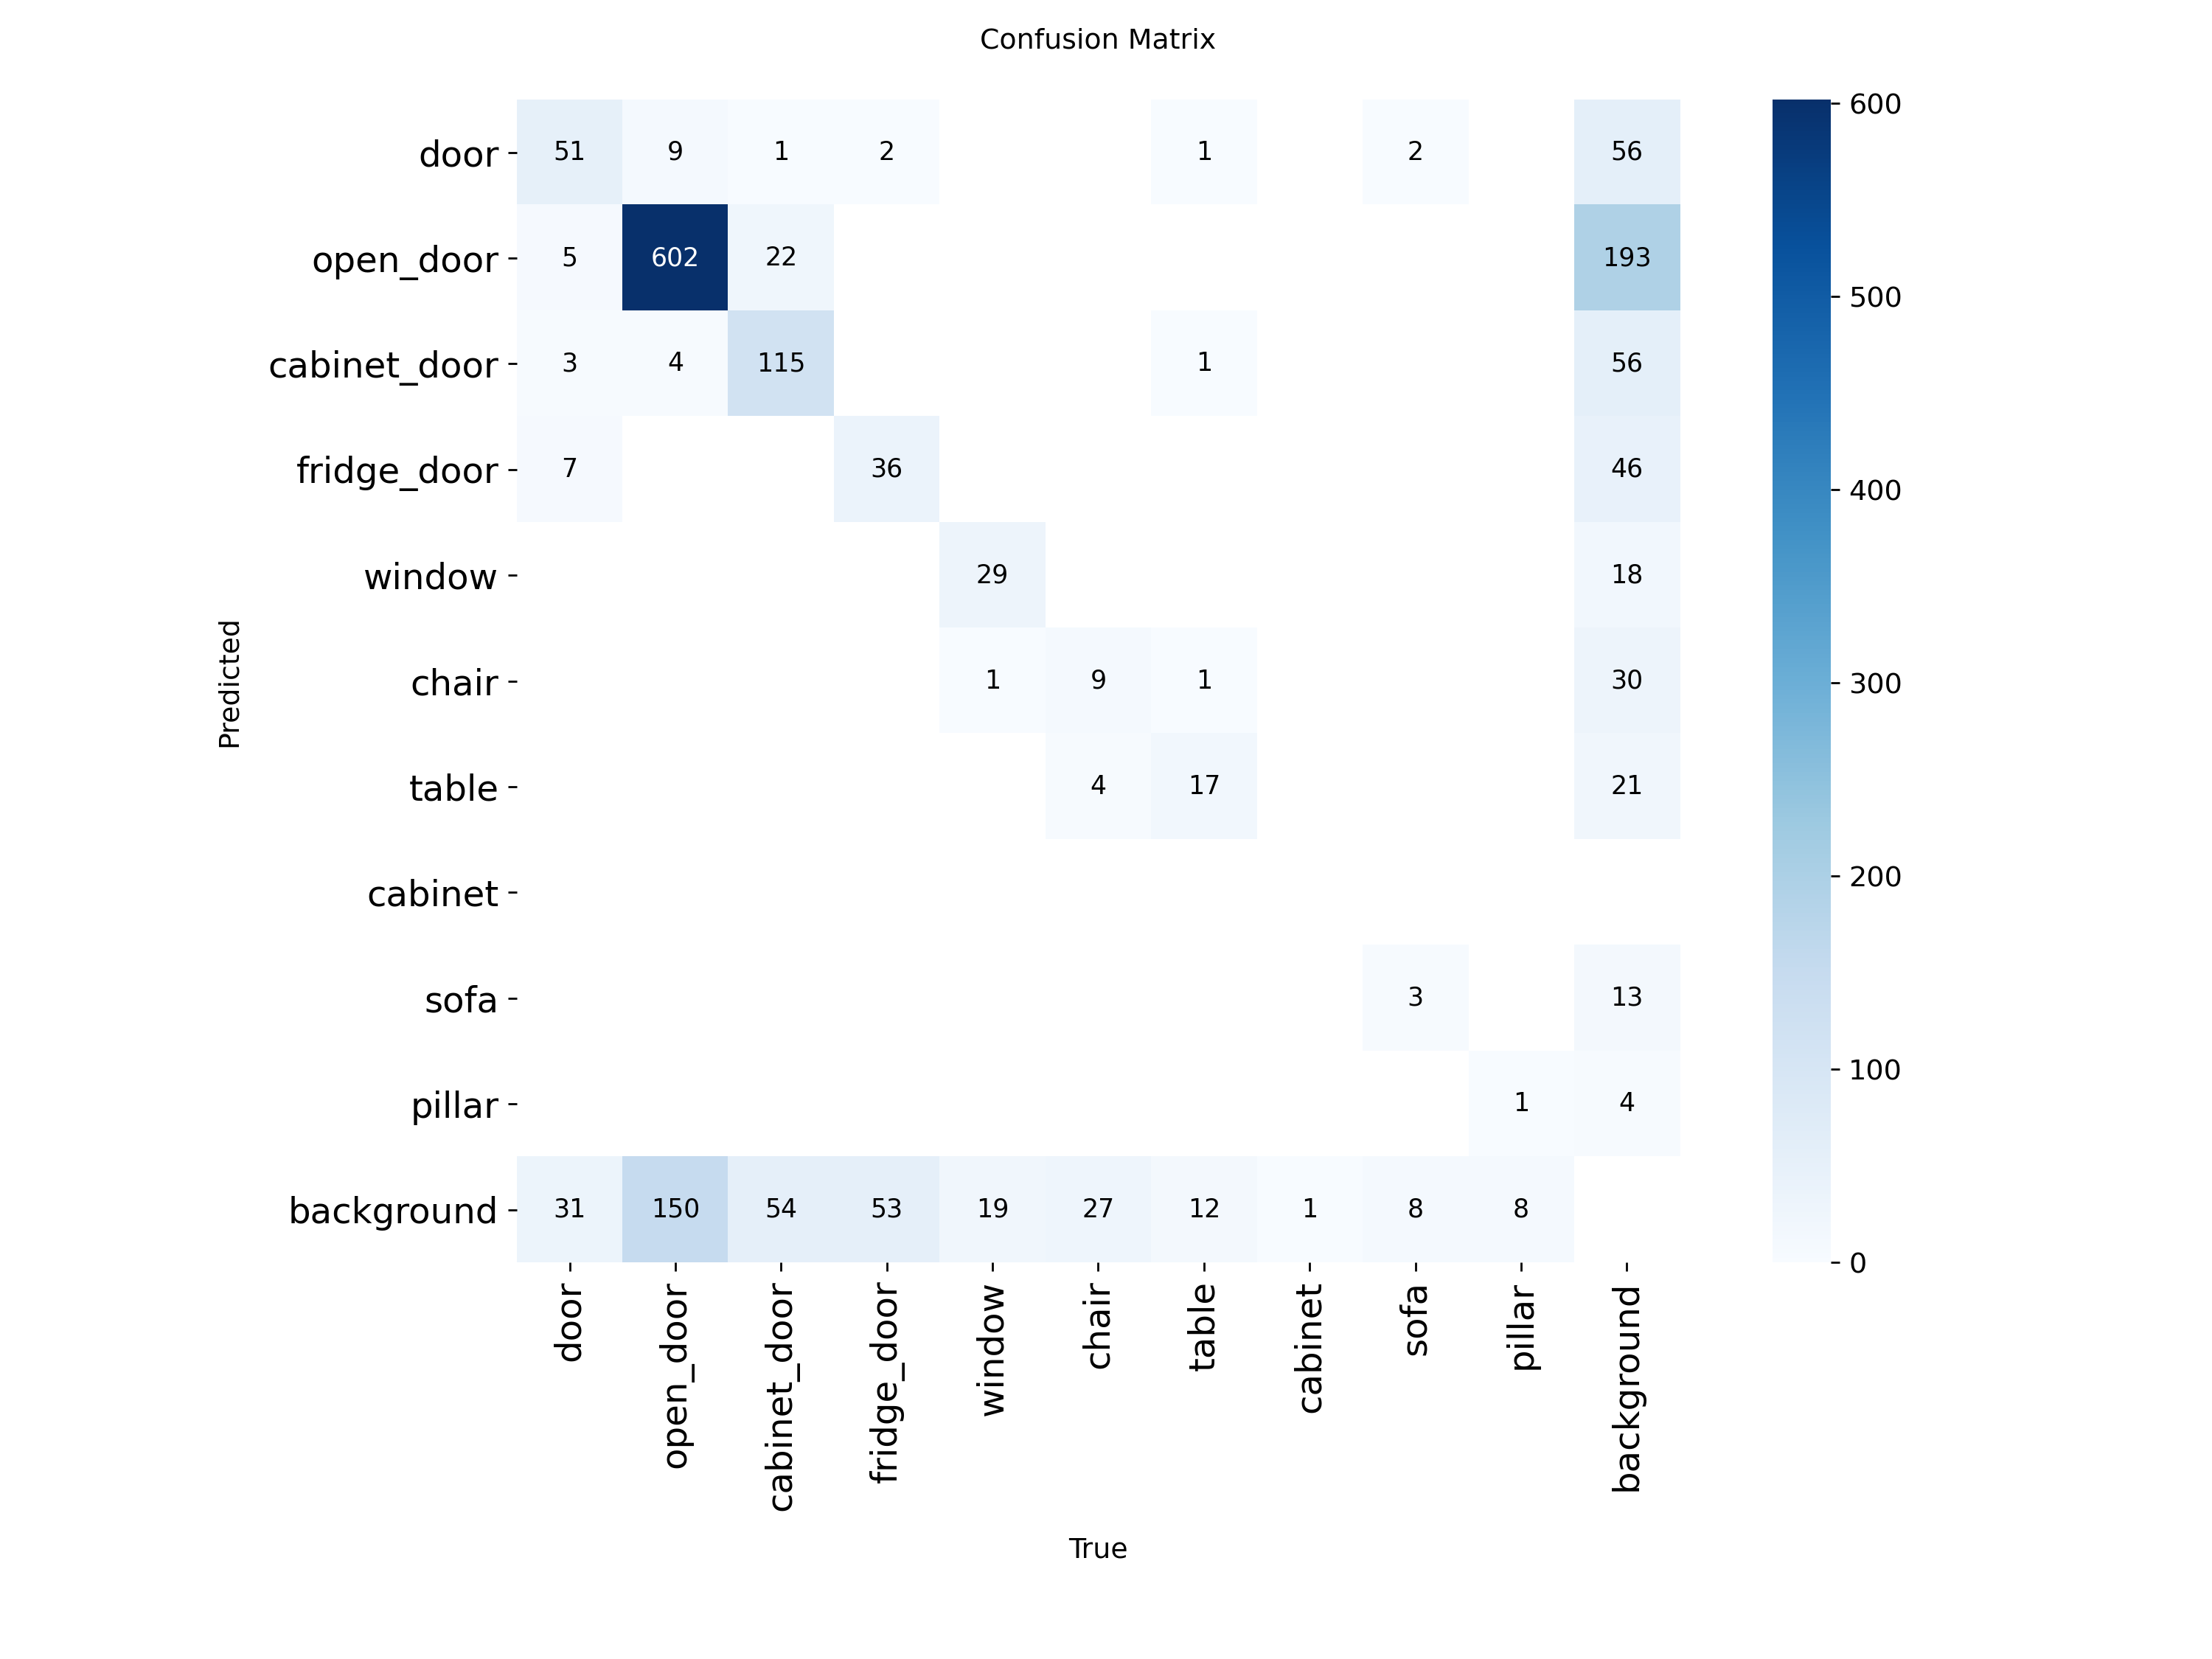 Confusion Matrix
door 51 9 1 2 1 2 56
open_door 5 602 22 193
cabinet_door 3 4 115 1 56
fridge_door 7 36 46
window 29 18
chair 1 9 1 30
table 4 17 21
cabinet
sofa 3 13
pillar 1 4
background 31 150 54 53 19 27 12 1 8 8
door open_door cabinet_door fridge_door window chair table cabinet sofa pillar background
True
Predicted
600
500
400
300
200
100
0